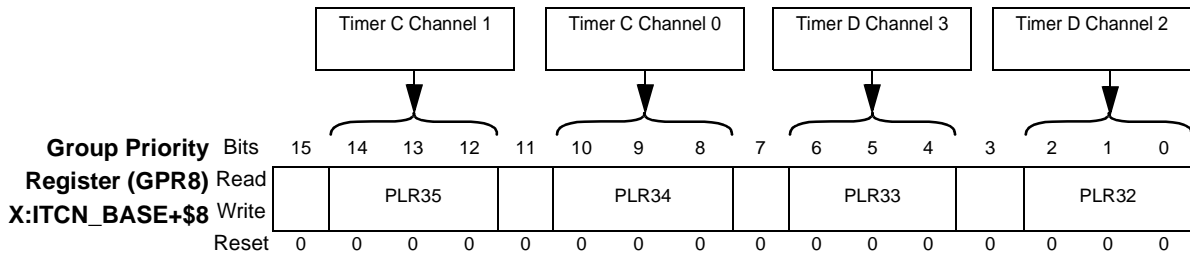 Timer C Channel 1 Timer C Channel 0 Timer D Channel 3 Timer D Channel 2
Group Priority Bits 15 14 13 12 11 10 9 8 7 6 5 4 3 2 1 0
Register (GPR8) Read
PLR35 PLR34 PLR33 PLR32
X:ITCN_BASE+$8 Write
Reset 0 0 0 0 0 0 0 0 0 0 0 0 0 0 0 0